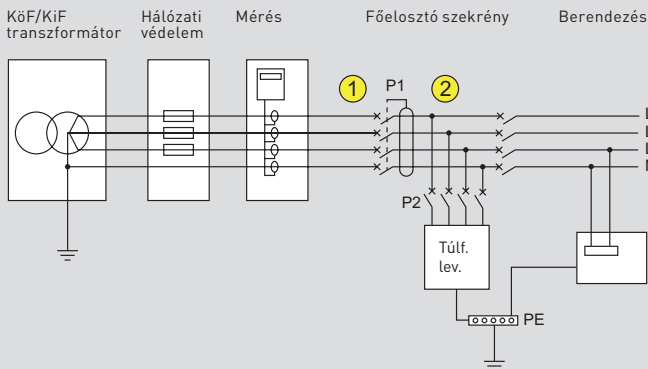 KöF/KiF
transzformátor
Hálózati
védelem
Mérés
Főelosztó szekrény
Berendezés
1
P1
2
L
L
L
N
P2
Túlf.
lev.
PE